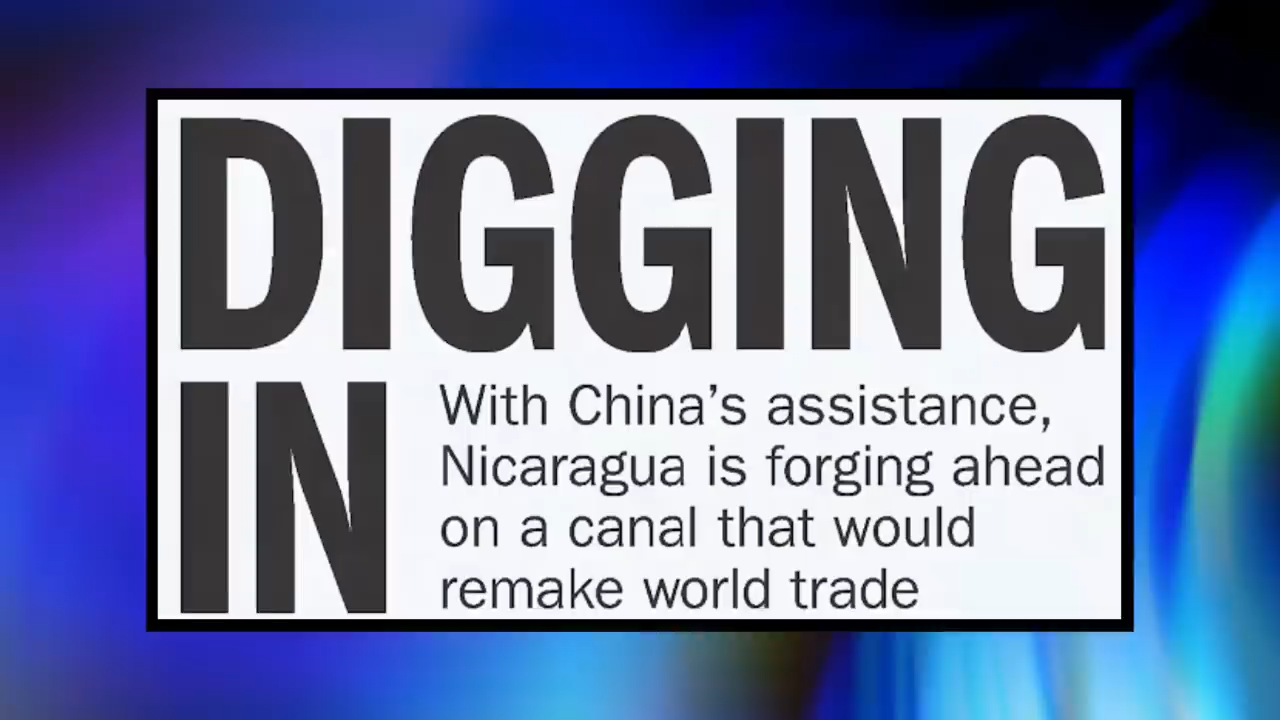 DIGGING
IN
With China’s assistance,
Nicaragua is forging ahead
on a canal that would
remake world trade